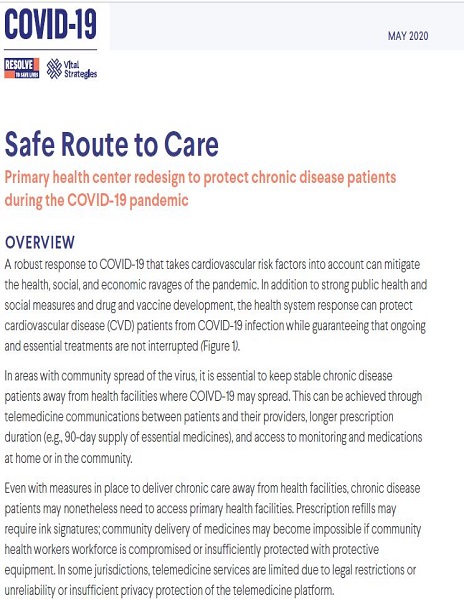 COVID-19
MAY 2020
RESOLVE
TO SAVE LIVES
Vital
Strategies
Safe Route to Care
Primary health center redesign to protect chronic disease patients
during the COVID-19 pandemic
OVERVIEW
A robust response to COVID-19 that takes cardiovascular risk factors into account can mitigate
the health, social, and economic ravages of the pandemic. In addition to strong public health and
social measures and drug and vaccine development, the health system response can protect
cardiovascular disease (CVD) patients from COVID-19 infection while guaranteeing that ongoing
and essential treatments are not interrupted (Figure 1).
In areas with community spread of the virus, it is essential to keep stable chronic disease
patients away from health facilities where COIVD-19 may spread. This can be achieved through
telemedicine communications between patients and their providers, longer prescription
duration (e.g., 90-day supply of essential medicines), and access to monitoring and medications
at home or in the community.
Even with measures in place to deliver chronic care away from health facilities, chronic disease
patients may nonetheless need to access primary health facilities. Prescription refills may
require ink signatures; community delivery of medicines may become impossible if community
health workers workforce is compromised or insufficiently protected with protective
equipment. In some jurisdictions, telemedicine services are limited due to legal restrictions or
unreliability or insufficient privacy protection of the telemedicine platform.